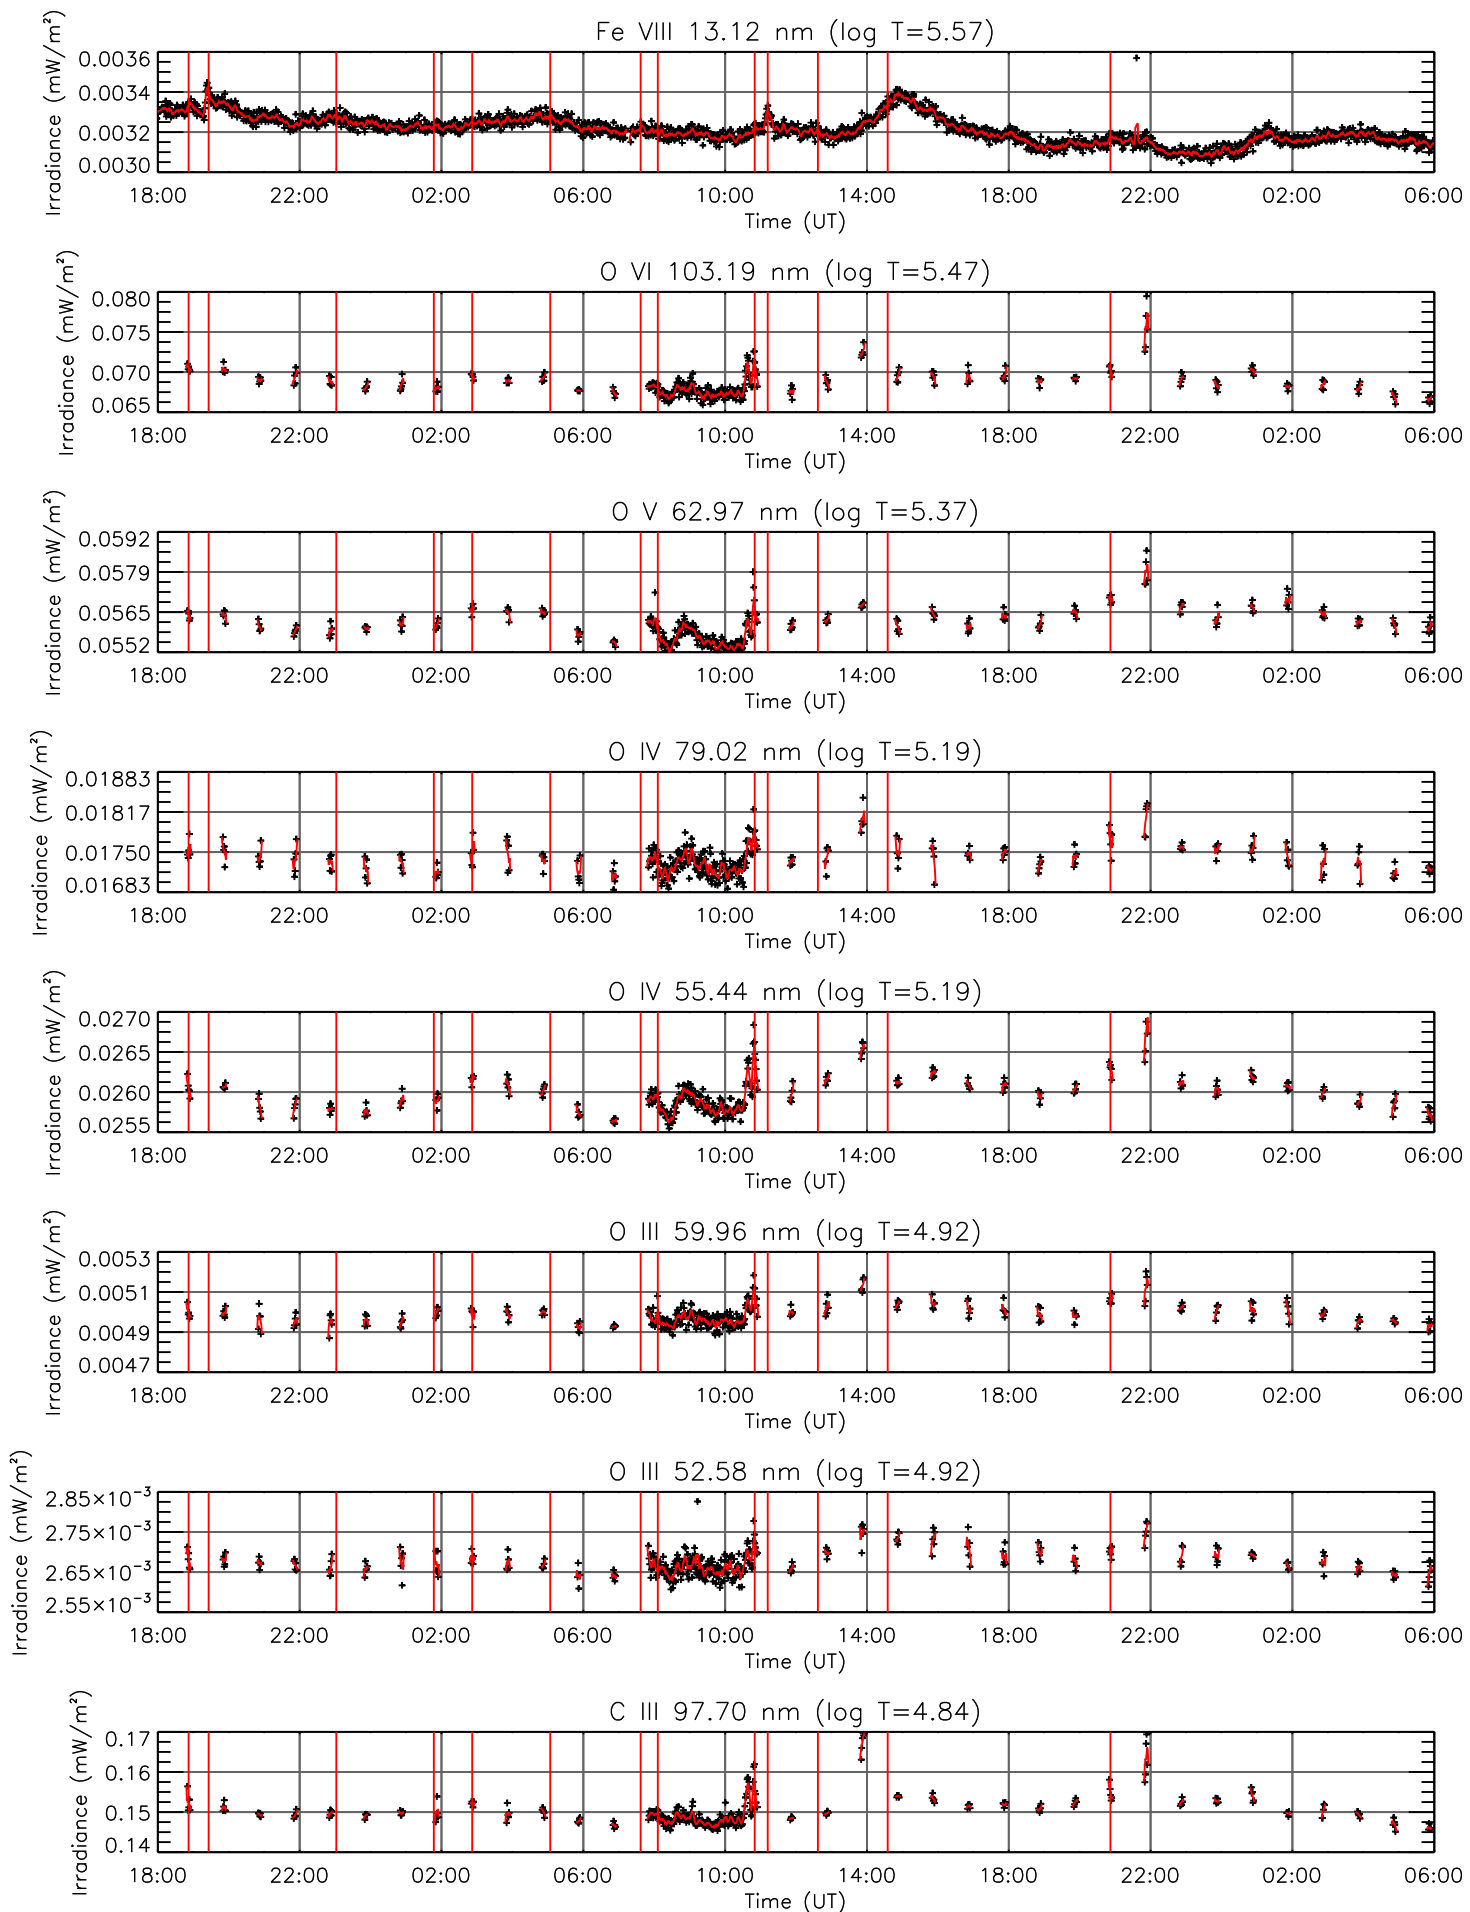 Fe VIII 13.12 nm (log T=5.57)
Irradiance (mW/m²)
0.0036
0.0034
0.0032
0.0030
18:00 22:00 02:00 06:00 10:00 14:00 18:00 22:00 02:00 06:00
Time (UT)
O VI 103.19 nm (log T=5.47)
Irradiance (mW/m²)
0.080
0.075
0.070
0.065
18:00 22:00 02:00 06:00 10:00 14:00 18:00 22:00 02:00 06:00
Time (UT)
O V 62.97 nm (log T=5.37)
Irradiance (mW/m²)
0.0592
0.0579
0.0565
0.0552
18:00 22:00 02:00 06:00 10:00 14:00 18:00 22:00 02:00 06:00
Time (UT)
O IV 79.02 nm (log T=5.19)
Irradiance (mW/m²)
0.01883
0.01817
0.01750
0.01683
18:00 22:00 02:00 06:00 10:00 14:00 18:00 22:00 02:00 06:00
Time (UT)
O IV 55.44 nm (log T=5.19)
Irradiance (mW/m²)
0.0270
0.0265
0.0260
0.0255
18:00 22:00 02:00 06:00 10:00 14:00 18:00 22:00 02:00 06:00
Time (UT)
O III 59.96 nm (log T=4.92)
Irradiance (mW/m²)
0.0053
0.0051
0.0049
0.0047
18:00 22:00 02:00 06:00 10:00 14:00 18:00 22:00 02:00 06:00
Time (UT)
O III 52.58 nm (log T=4.92)
Irradiance (mW/m²)
2.85×10⁻³
2.75×10⁻³
2.65×10⁻³
2.55×10⁻³
18:00 22:00 02:00 06:00 10:00 14:00 18:00 22:00 02:00 06:00
Time (UT)
C III 97.70 nm (log T=4.84)
Irradiance (mW/m²)
0.17
0.16
0.15
0.14
18:00 22:00 02:00 06:00 10:00 14:00 18:00 22:00 02:00 06:00
Time (UT)